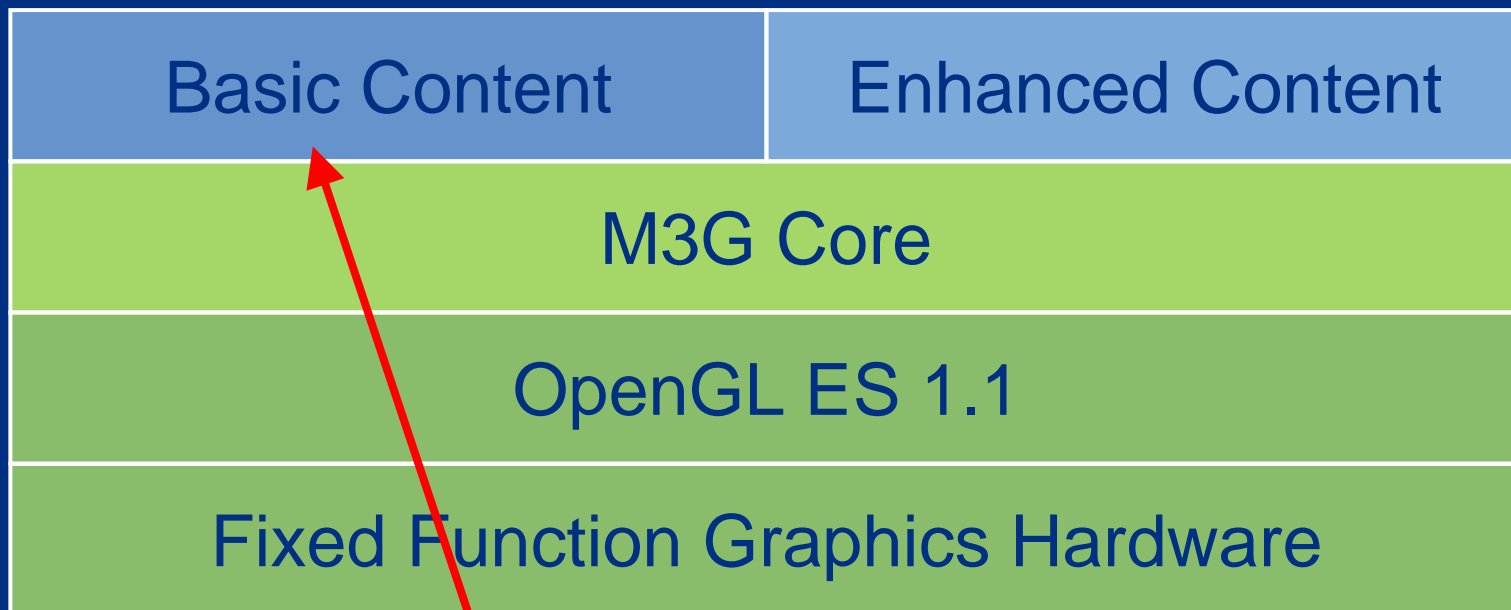 Basic Content
Enhanced Content
M3G Core
OpenGL ES 1.1
Fixed Function Graphics Hardware